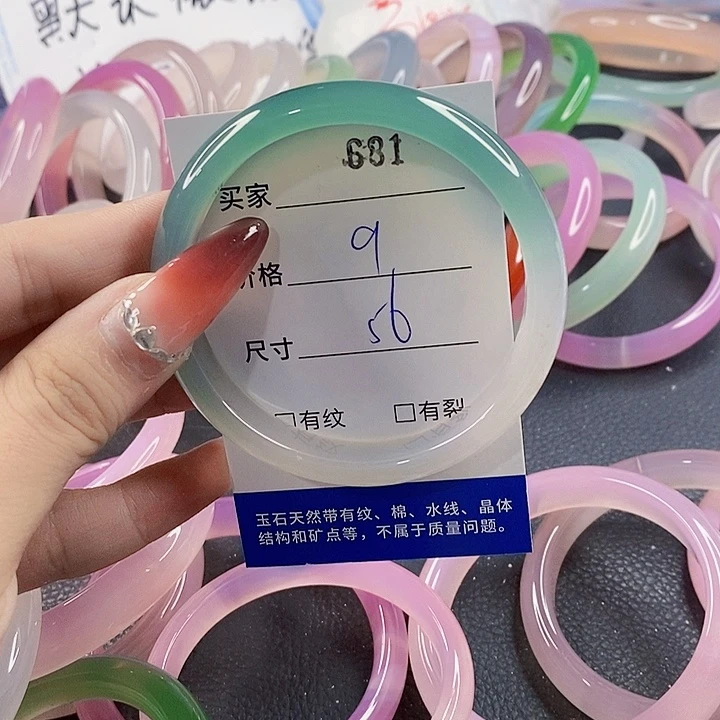 681
买家
价格 9
尺寸 56
□有纹 □有裂
玉石天然带有纹、棉、水线、晶体
结构和矿点等，不属于质量问题。